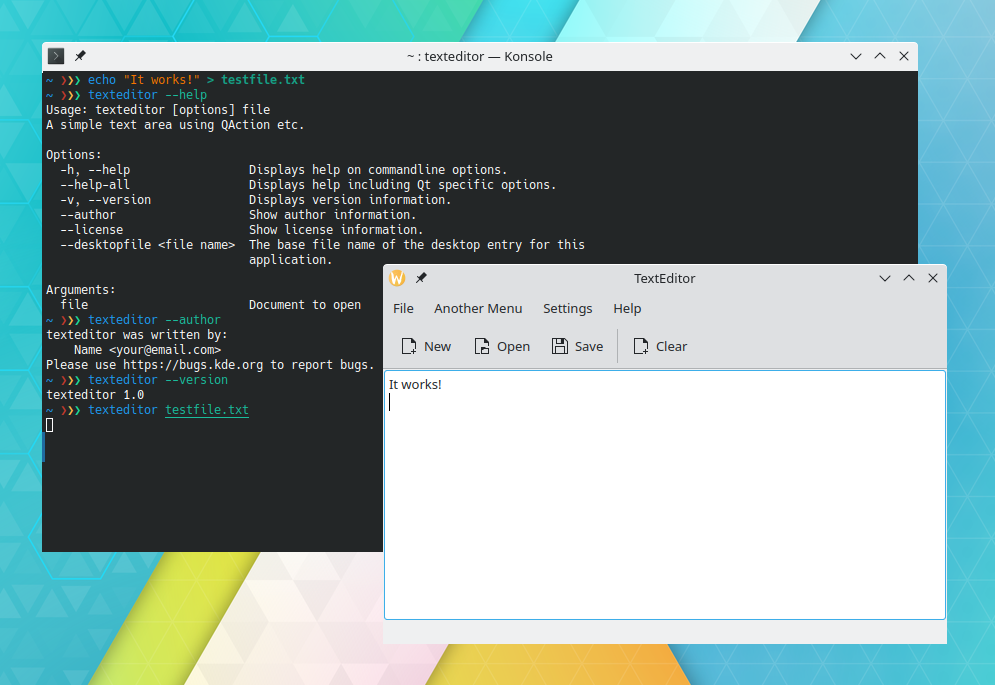 ~ : texteditor — Konsole
~ ❯❯❯ echo "It works!" > testfile.txt
~ ❯❯❯ texteditor --help
Usage: texteditor [options] file
A simple text area using QAction etc.
Options:
-h, --help Displays help on commandline options.
--help-all Displays help including Qt specific options.
-v, --version Displays version information.
--author Show author information.
--license Show license information.
--desktopfile <file name> The base file name of the desktop entry for this
application.
Arguments:
file Document to open
~ ❯❯❯ texteditor --author
texteditor was written by:
Name <your@email.com>
Please use https://bugs.kde.org to report bugs.
~ ❯❯❯ texteditor --version
texteditor 1.0
~ ❯❯❯ texteditor testfile.txt
W
TextEditor
File Another Menu Settings Help
New Open Save Clear
It works!